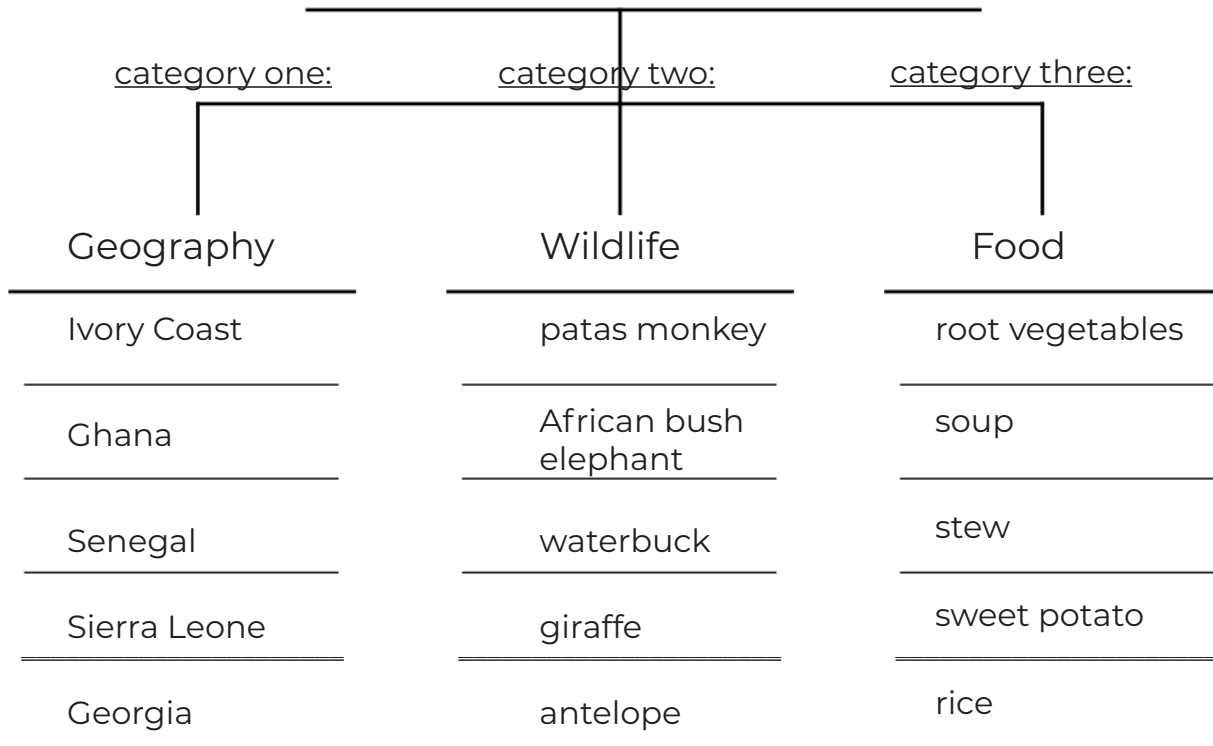 category one:
category two:
category three:
Geography
Wildlife
Food
Ivory Coast
patas monkey
root vegetables
Ghana
African bush
elephant
soup
Senegal
waterbuck
stew
Sierra Leone
giraffe
sweet potato
Georgia
antelope
rice